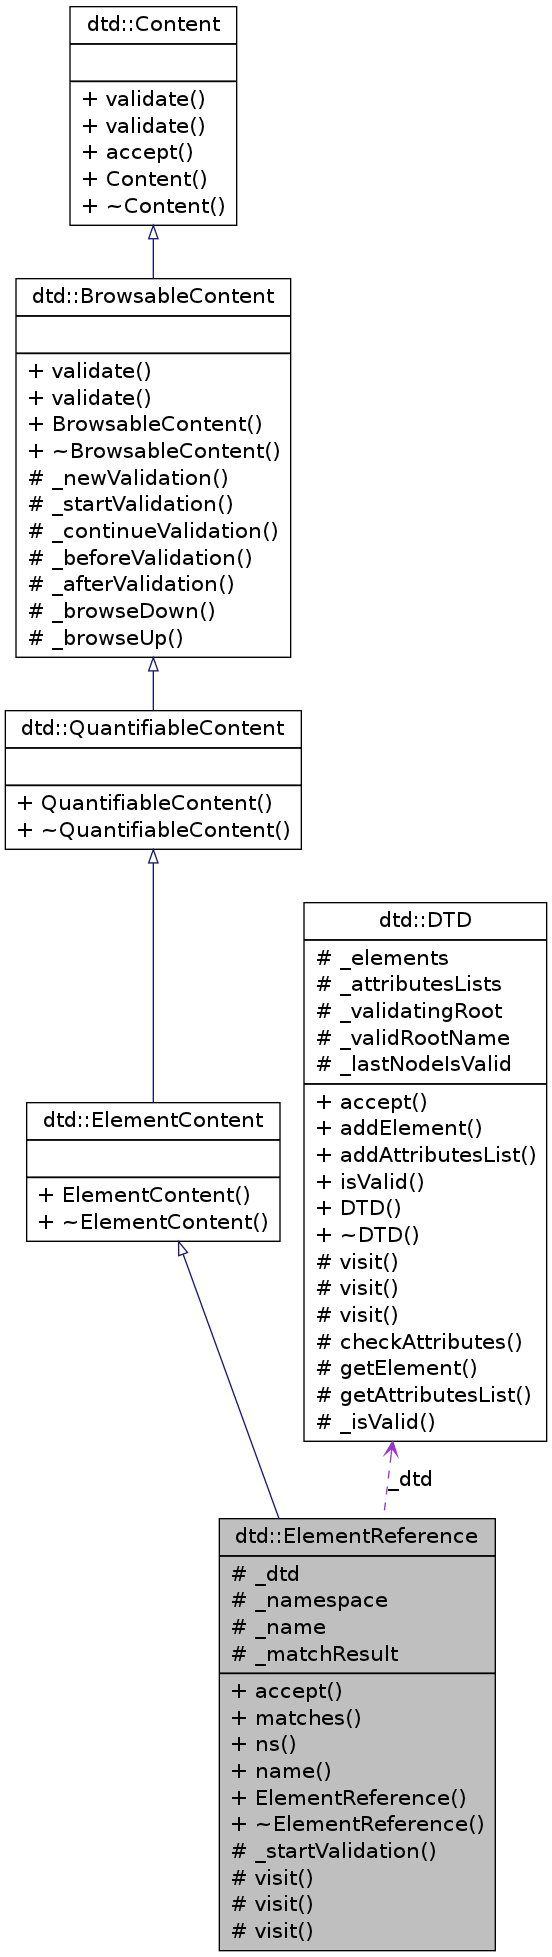 dtd::Content
+ validate()
+ validate()
+ accept()
+ Content()
+ ~Content()
dtd::BrowsableContent
+ validate()
+ validate()
+ BrowsableContent()
+ ~BrowsableContent()
# _newValidation()
# _startValidation()
# _continueValidation()
# _beforeValidation()
# _afterValidation()
# _browseDown()
# _browseUp()
dtd::QuantifiableContent
+ QuantifiableContent()
+ ~QuantifiableContent()
dtd::DTD
# _elements
# _attributesLists
# _validatingRoot
# _validRootName
# _lastNodeIsValid
+ accept()
+ addElement()
+ addAttributesList()
+ isValid()
+ DTD()
+ ~DTD()
# visit()
# visit()
# visit()
# checkAttributes()
# getElement()
# getAttributesList()
# _isValid()
dtd::ElementContent
+ ElementContent()
+ ~ElementContent()
_dtd
dtd::ElementReference
# _dtd
# _namespace
# _name
# _matchResult
+ accept()
+ matches()
+ ns()
+ name()
+ ElementReference()
+ ~ElementReference()
# _startValidation()
# visit()
# visit()
# visit()